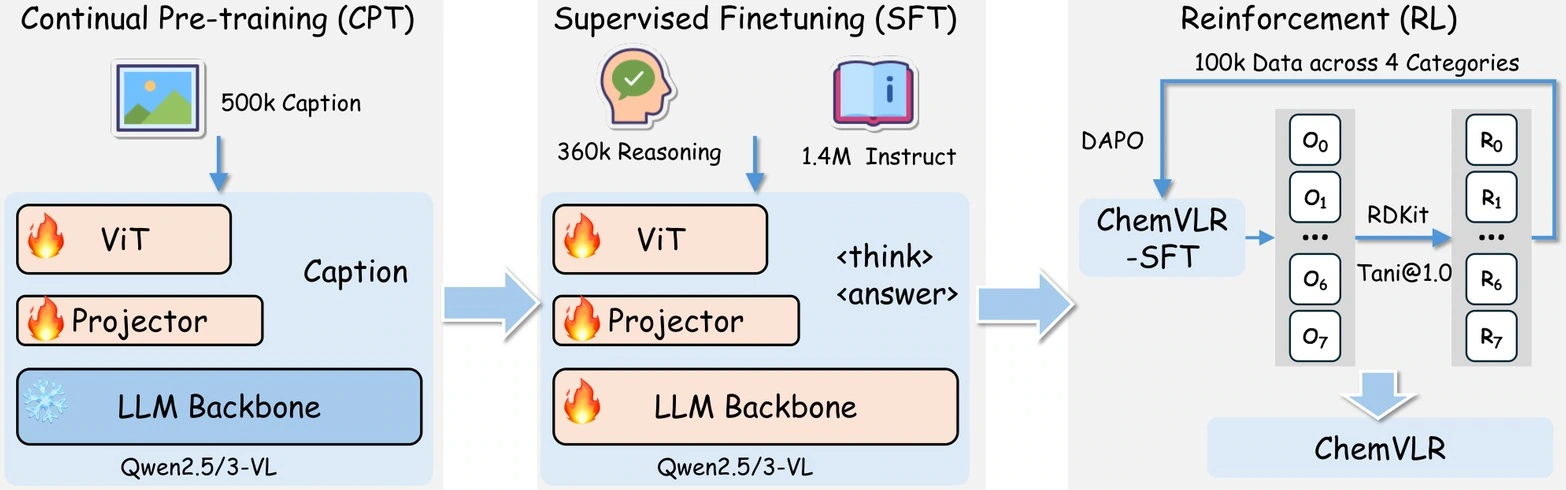 Continual Pre-training (CPT)
500k Caption
ViT
Caption
Projector
LLM Backbone
Qwen2.5/3-VL
Supervised Finetuning (SFT)
360k Reasoning
1.4M Instruct
ViT
<think>
<answer>
Projector
LLM Backbone
Qwen2.5/3-VL
Reinforcement (RL)
100k Data across 4 Categories
DAPO
ChemVLR
-SFT
O₀
O₁
...
O₆
O₇
RDKit
Tani@1.0
R₀
R₁
...
R₆
R₇
ChemVLR